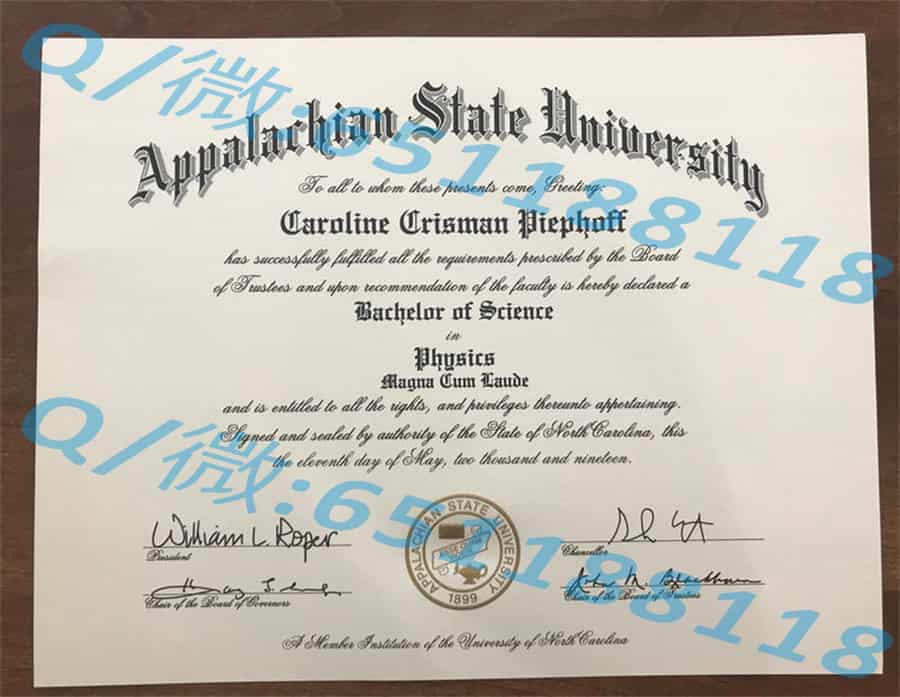 Q/微:651188118
Appalachian State University
To all to whom these presents come, Greeting:
Caroline Crisman Piephoff
has successfully fulfilled all the requirements prescribed by the Board
of Trustees and upon recommendation of the faculty is hereby declared a
Bachelor of Science
in
Physics
Magna Cum Laude
and is entitled to all the rights, and privileges thereunto appertaining.
Signed and sealed by authority of the State of North Carolina, this
the eleventh day of May, two thousand and nineteen.
Q/微:651188118
William L. Roper
President
Chancellor
APPALACHIAN STATE UNIVERSITY
1899
John M. Blackburn
Chair of the Board of Governors
Chair of the Board of Trustees
A Member Institution of the University of North Carolina